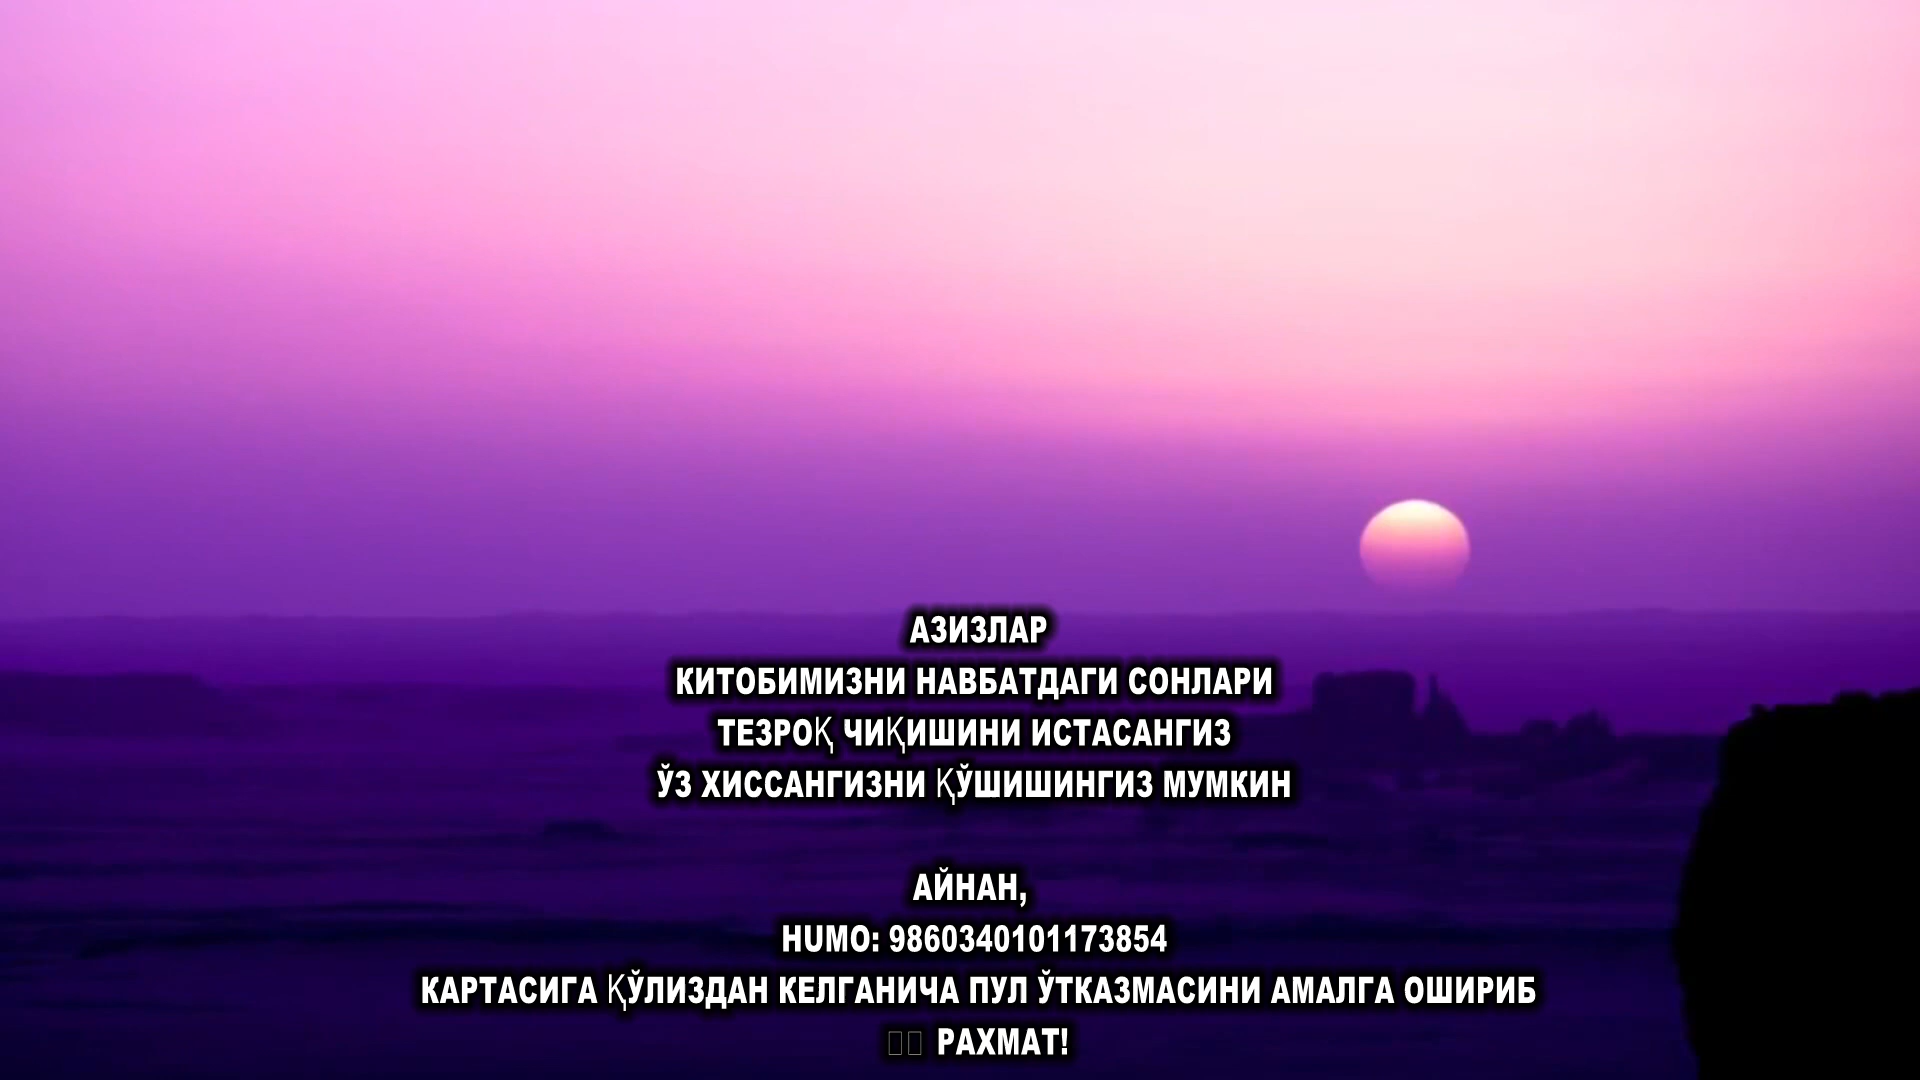 АЗИЗЛАР
КИТОБИМИЗНИ НАВБАТДАГИ СОНЛАРИ
ТЕЗРОҚ ЧИҚИШИНИ ИСТАСАНГИЗ
ЎЗ ХИССАНГИЗНИ ҚЎШИШИНГИЗ МУМКИН
АЙНАН,
HUMO: 9860340101173854
КАРТАСИГА ҚЎЛИЗДАН КЕЛГАНИЧА ПУЛ ЎТКАЗМАСИНИ АМАЛГА ОШИРИБ
РАХМАТ!